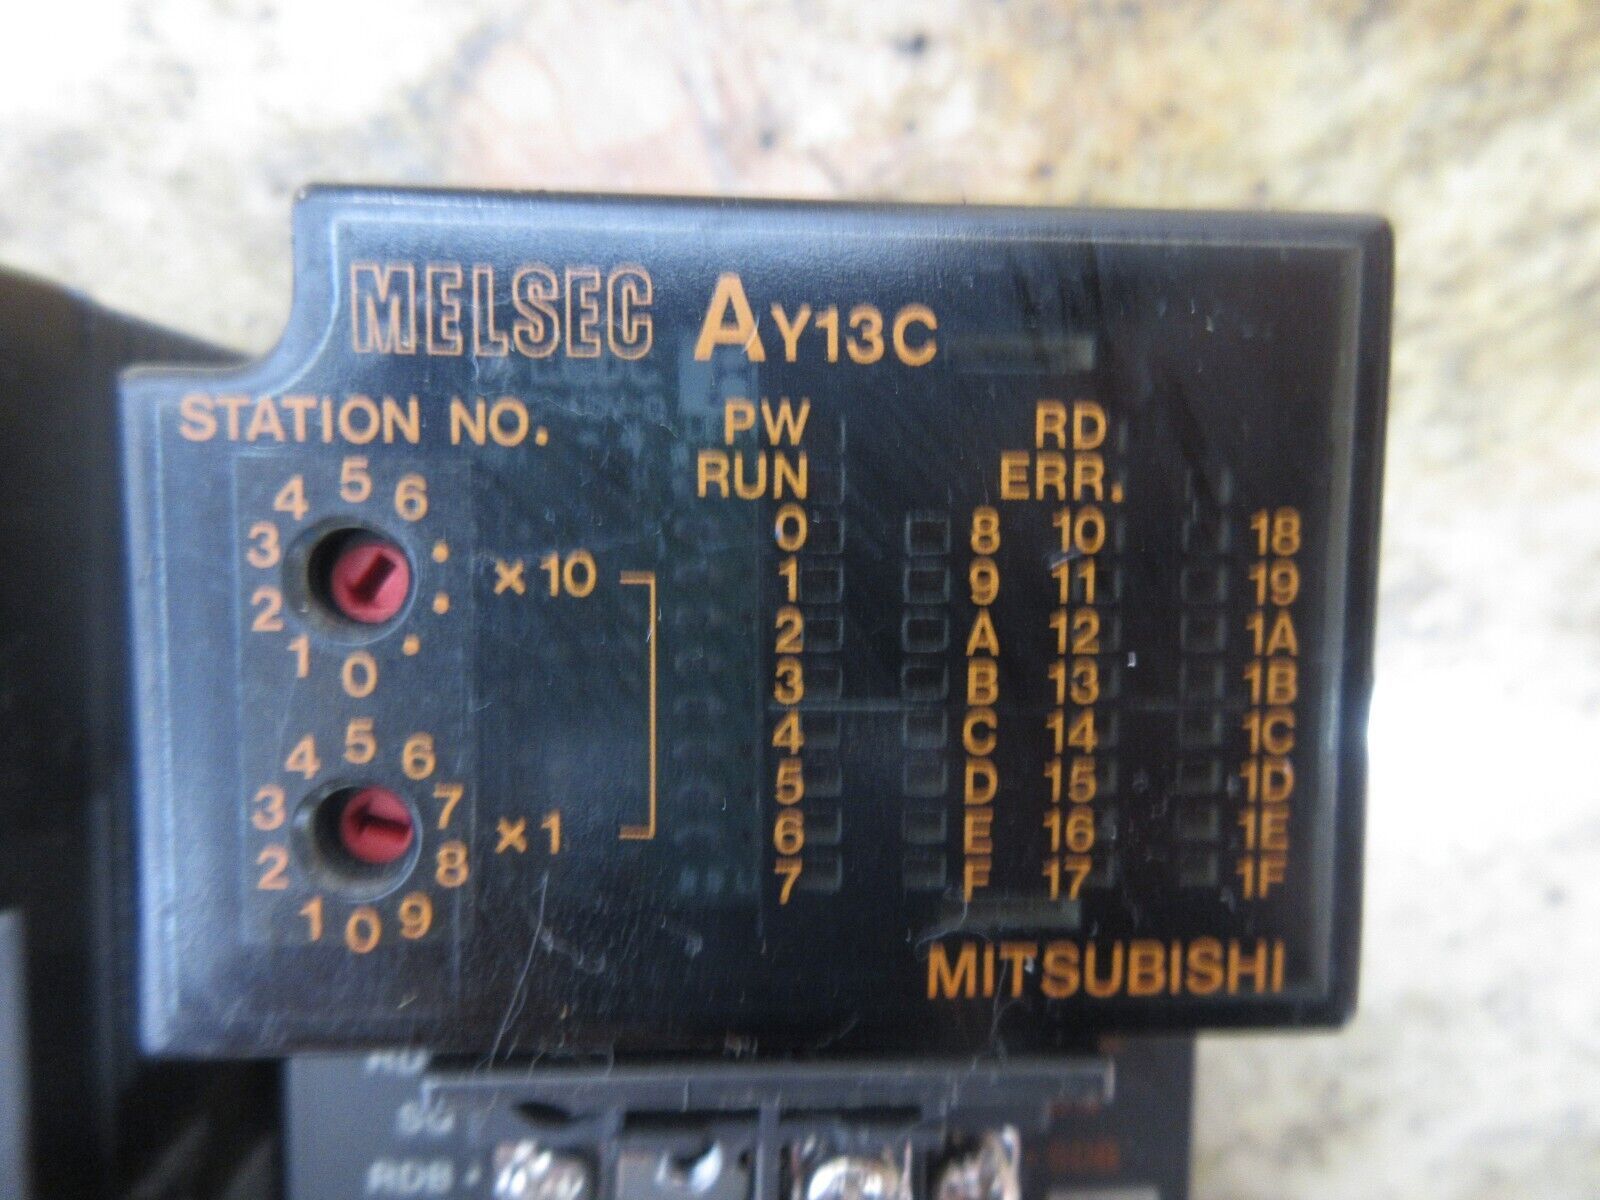 MELSEC AY13C
STATION NO.
PW
RD
RUN
ERR.
5
4 6
3
2
1
0
x 10
5
4 6
3 7
2 8
1 9
0
x 1
0 8 10 18
1 9 11 19
2 A 12 1A
3 B 13 1B
4 C 14 1C
5 D 15 1D
6 E 16 1E
7 F 17 1F
MITSUBISHI
SG
RDB